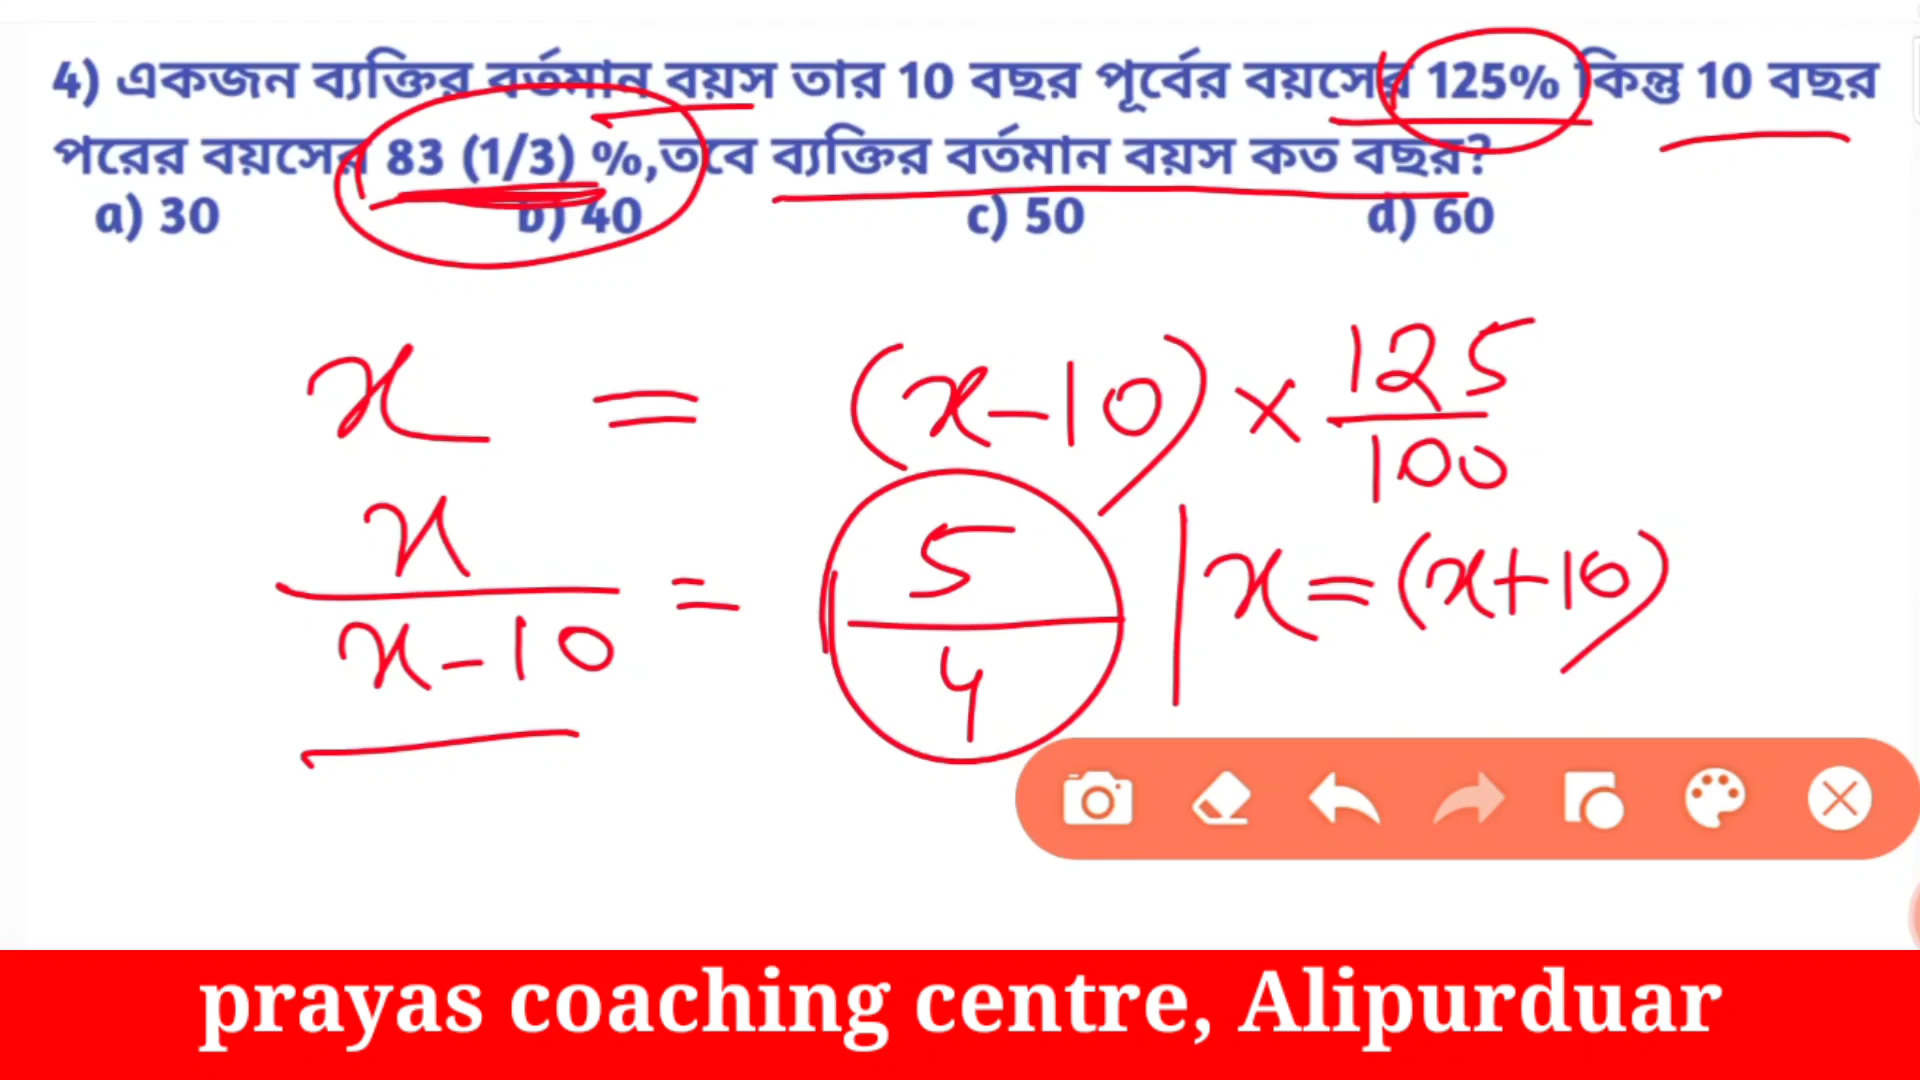 4) একজন ব্যক্তির বর্তমান বয়স তার 10 বছর পূর্বের বয়সের 125% কিন্তু 10 বছর
পরের বয়সের 83 (1/3) %,তবে ব্যক্তির বর্তমান বয়স কত বছর?
a) 30 b) 40 c) 50 d) 60
x = (x-10) × 125/100
x/x-10 = 5/4 | x = (x+10)
prayas coaching centre, Alipurduar